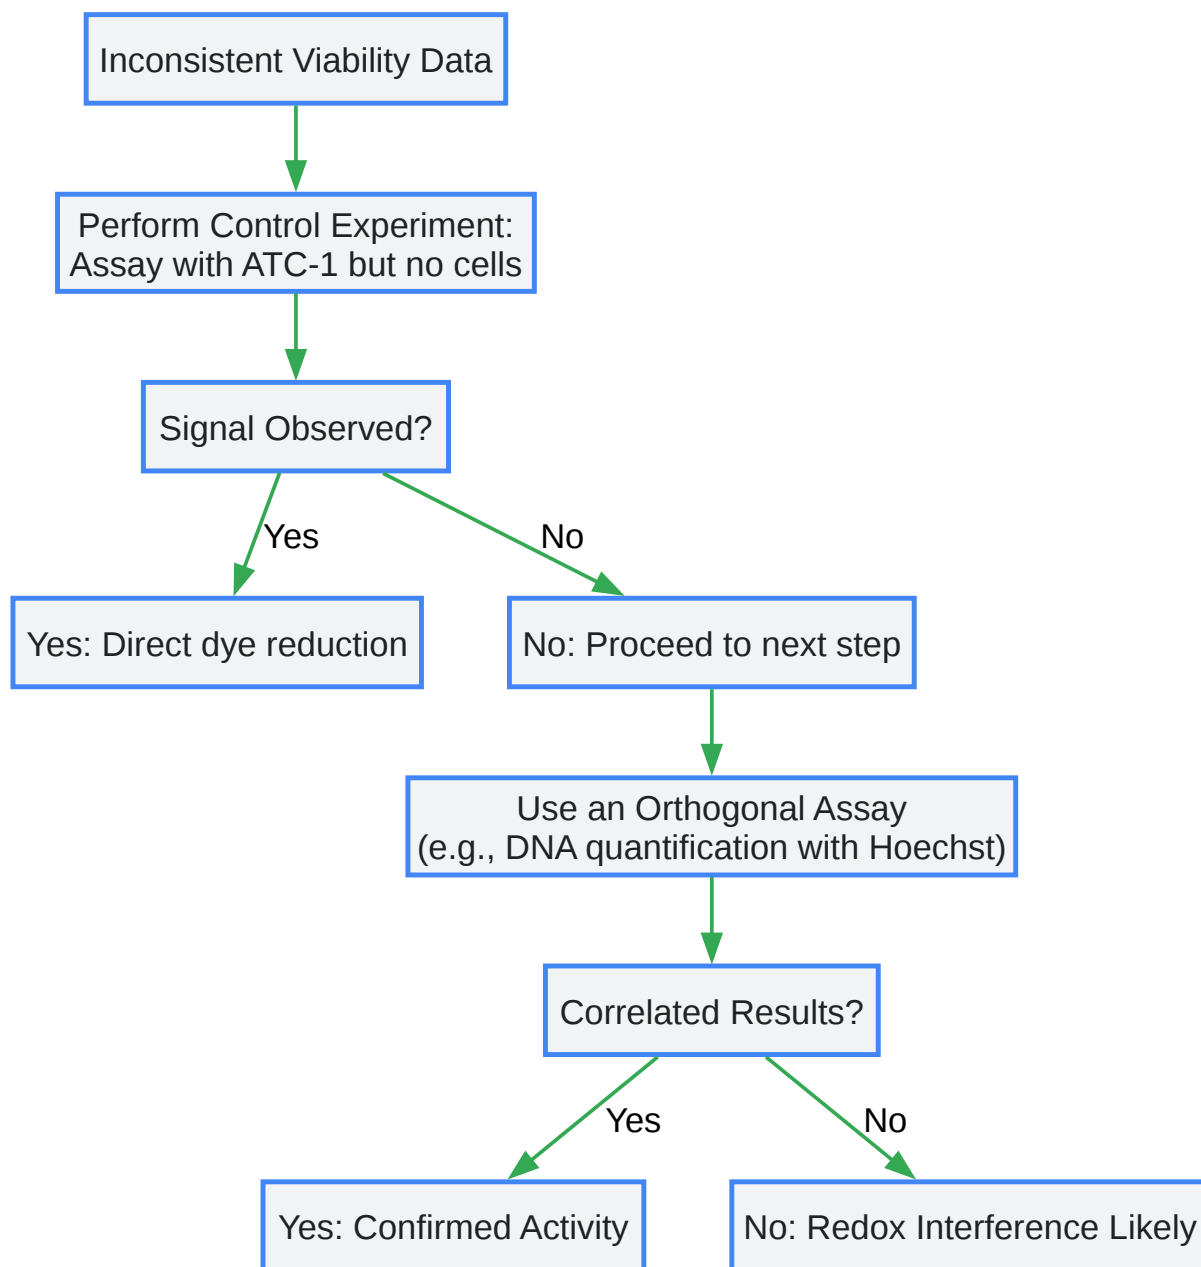 Inconsistent Viability Data
Perform Control Experiment:
Assay with ATC-1 but no cells
Signal Observed?
Yes
No
Yes: Direct dye reduction
No: Proceed to next step
Use an Orthogonal Assay
(e.g., DNA quantification with Hoechst)
Correlated Results?
Yes
No
Yes: Confirmed Activity
No: Redox Interference Likely